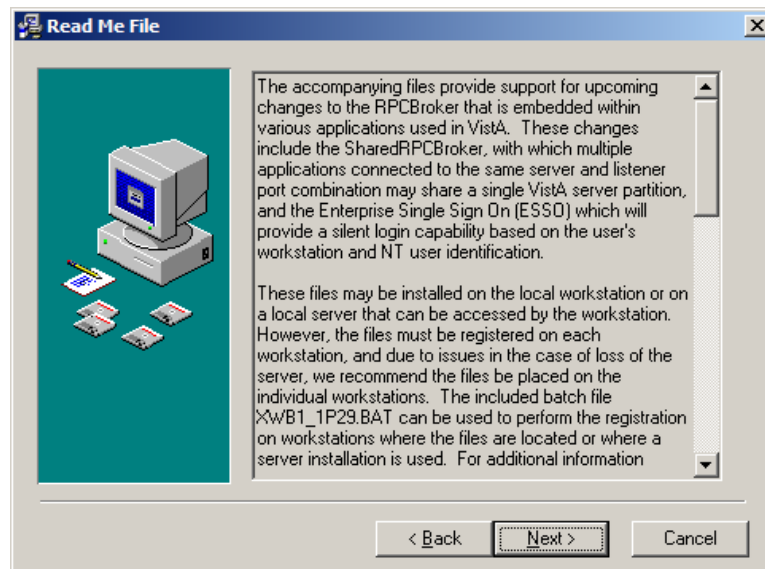 Read Me File
The accompanying files provide support for upcoming
changes to the RPCBroker that is embedded within
various applications used in VistA.  These changes
include the SharedRPCBroker, with which multiple
applications connected to the same server and listener
port combination may share a single VistA server partition,
and the Enterprise Single Sign On (ESSO) which will
provide a silent login capability based on the user's
workstation and NT user identification.
These files may be installed on the local workstation or on
a local server that can be accessed by the workstation.
However, the files must be registered on each
workstation, and due to issues in the case of loss of the
server, we recommend the files be placed on the
individual workstations.  The included batch file
XWB1_1P29.BAT can be used to perform the registration
on workstations where the files are located or where a
server installation is used.  For additional information
< Back
Next >
Cancel